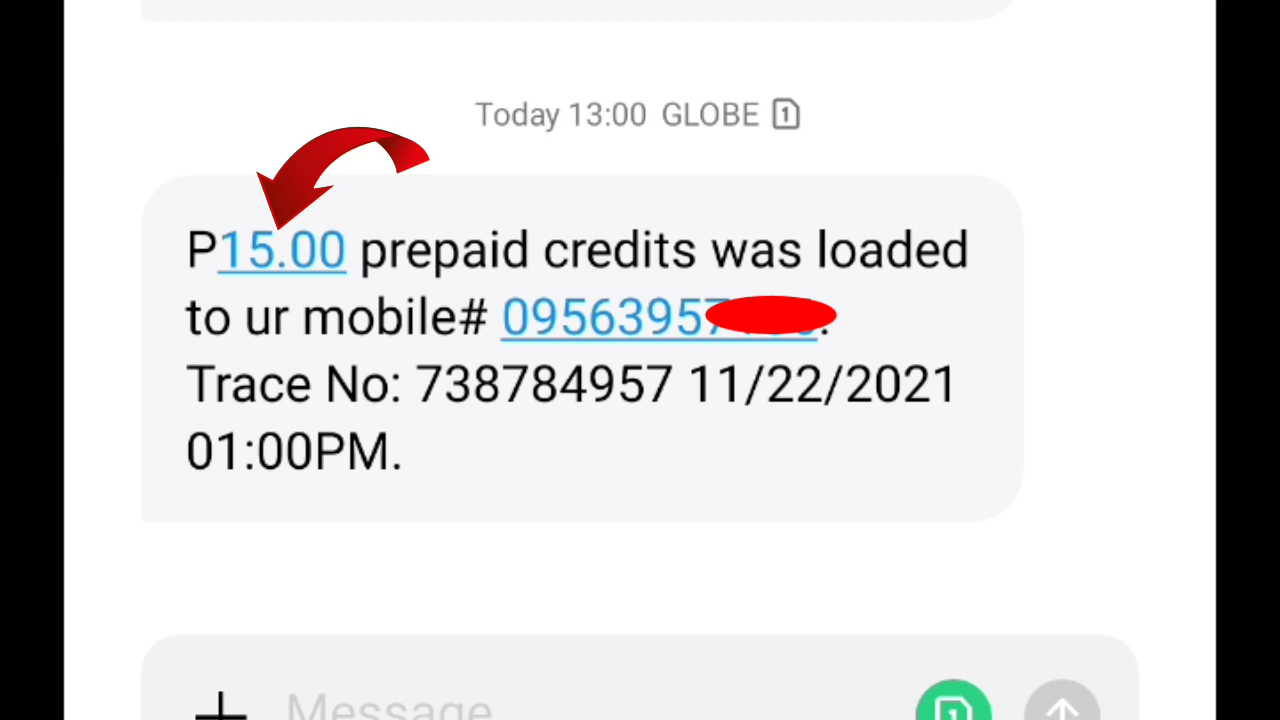 Today 13:00 GLOBE 1
P15.00 prepaid credits was loaded
to ur mobile#
Trace No: 738784957 11/22/2021
01:00PM.
Message
1